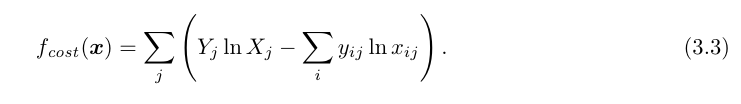 f_{cost}(\boldsymbol{x}) = \sum_{j} \left( Y_j \ln X_j - \sum_{i} y_{ij} \ln x_{ij} \right). (3.3)